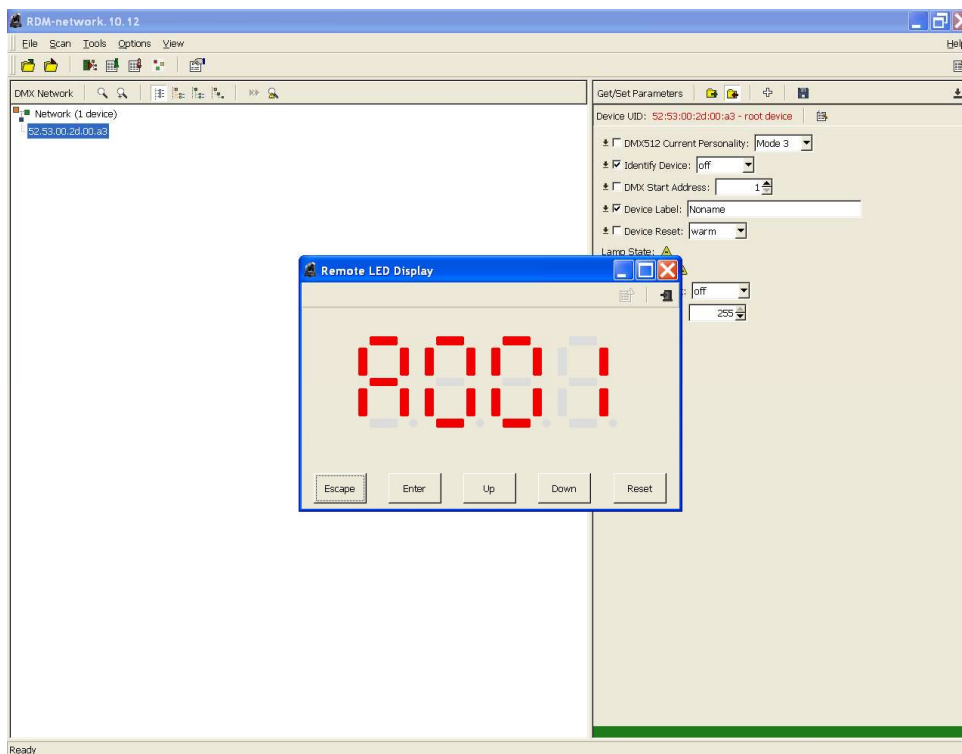 RDM-network.10.12
File Scan Tools Options View
Help
DMX Network
Network (1 device)
52.53.00.2d.00.a3
Get/Set Parameters
Device UID: 52:53:00:2d:00:a3 - root device
DMX512 Current Personality: Mode 3
Identify Device: off
DMX Start Address: 1
Device Label: Noname
Device Reset: warm
Lamp State:
: off
255
Remote LED Display
A001
Escape Enter Up Down Reset
Ready